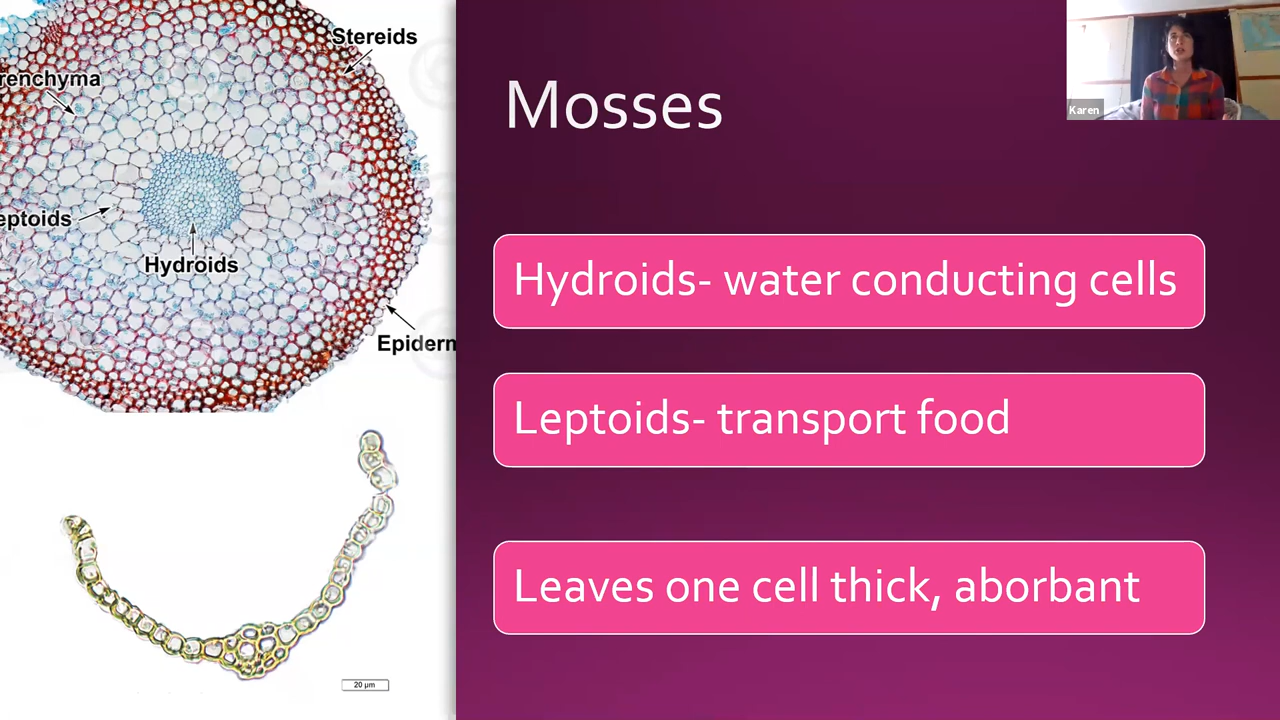 Stereids
renchyma
eptoids
Hydroids
Epiderm
20 µm
Mosses
Hydroids- water conducting cells
Leptoids- transport food
Leaves one cell thick, aborbant
Karen